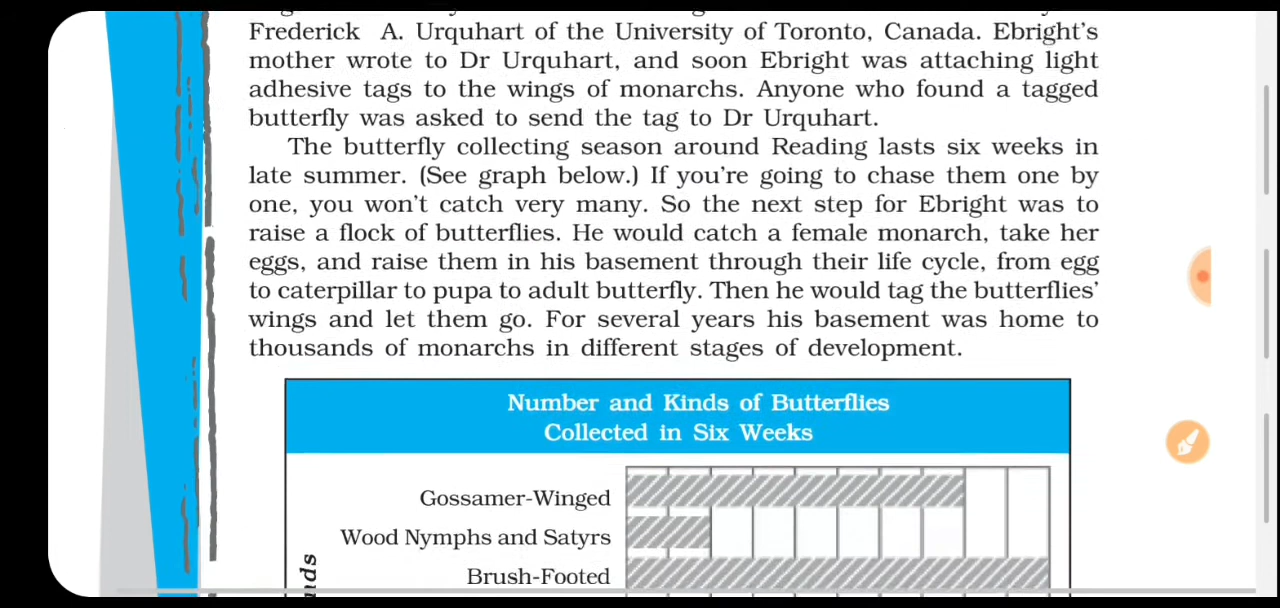 Frederick A. Urquhart of the University of Toronto, Canada. Ebright's
mother wrote to Dr Urquhart, and soon Ebright was attaching light
adhesive tags to the wings of monarchs. Anyone who found a tagged
butterfly was asked to send the tag to Dr Urquhart.
The butterfly collecting season around Reading lasts six weeks in
late summer. (See graph below.) If you're going to chase them one by
one, you won't catch very many. So the next step for Ebright was to
raise a flock of butterflies. He would catch a female monarch, take her
eggs, and raise them in his basement through their life cycle, from egg
to caterpillar to pupa to adult butterfly. Then he would tag the butterflies'
wings and let them go. For several years his basement was home to
thousands of monarchs in different stages of development.
Number and Kinds of Butterflies
Collected in Six Weeks
Gossamer-Winged
Wood Nymphs and Satyrs
Brush-Footed